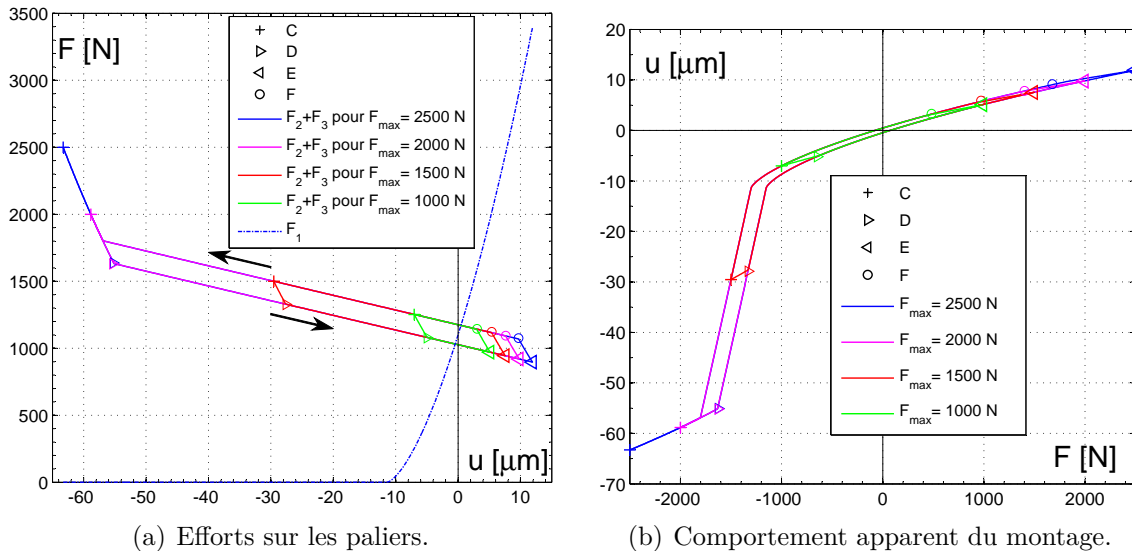 F [N]
3500
3000
2500
2000
1500
1000
500
0
C
D
E
F
F₂+F₃ pour Fmax= 2500 N
F₂+F₃ pour Fmax= 2000 N
F₂+F₃ pour Fmax= 1500 N
F₂+F₃ pour Fmax= 1000 N
F₁
u [μm]
-60 -50 -40 -30 -20 -10 0 10
(a) Efforts sur les paliers.
u [μm]
20
10
0
-10
-20
-30
-40
-50
-60
-70
C
D
E
F
Fmax= 2500 N
Fmax= 2000 N
Fmax= 1500 N
Fmax= 1000 N
F [N]
-2000 -1000 0 1000 2000
(b) Comportement apparent du montage.